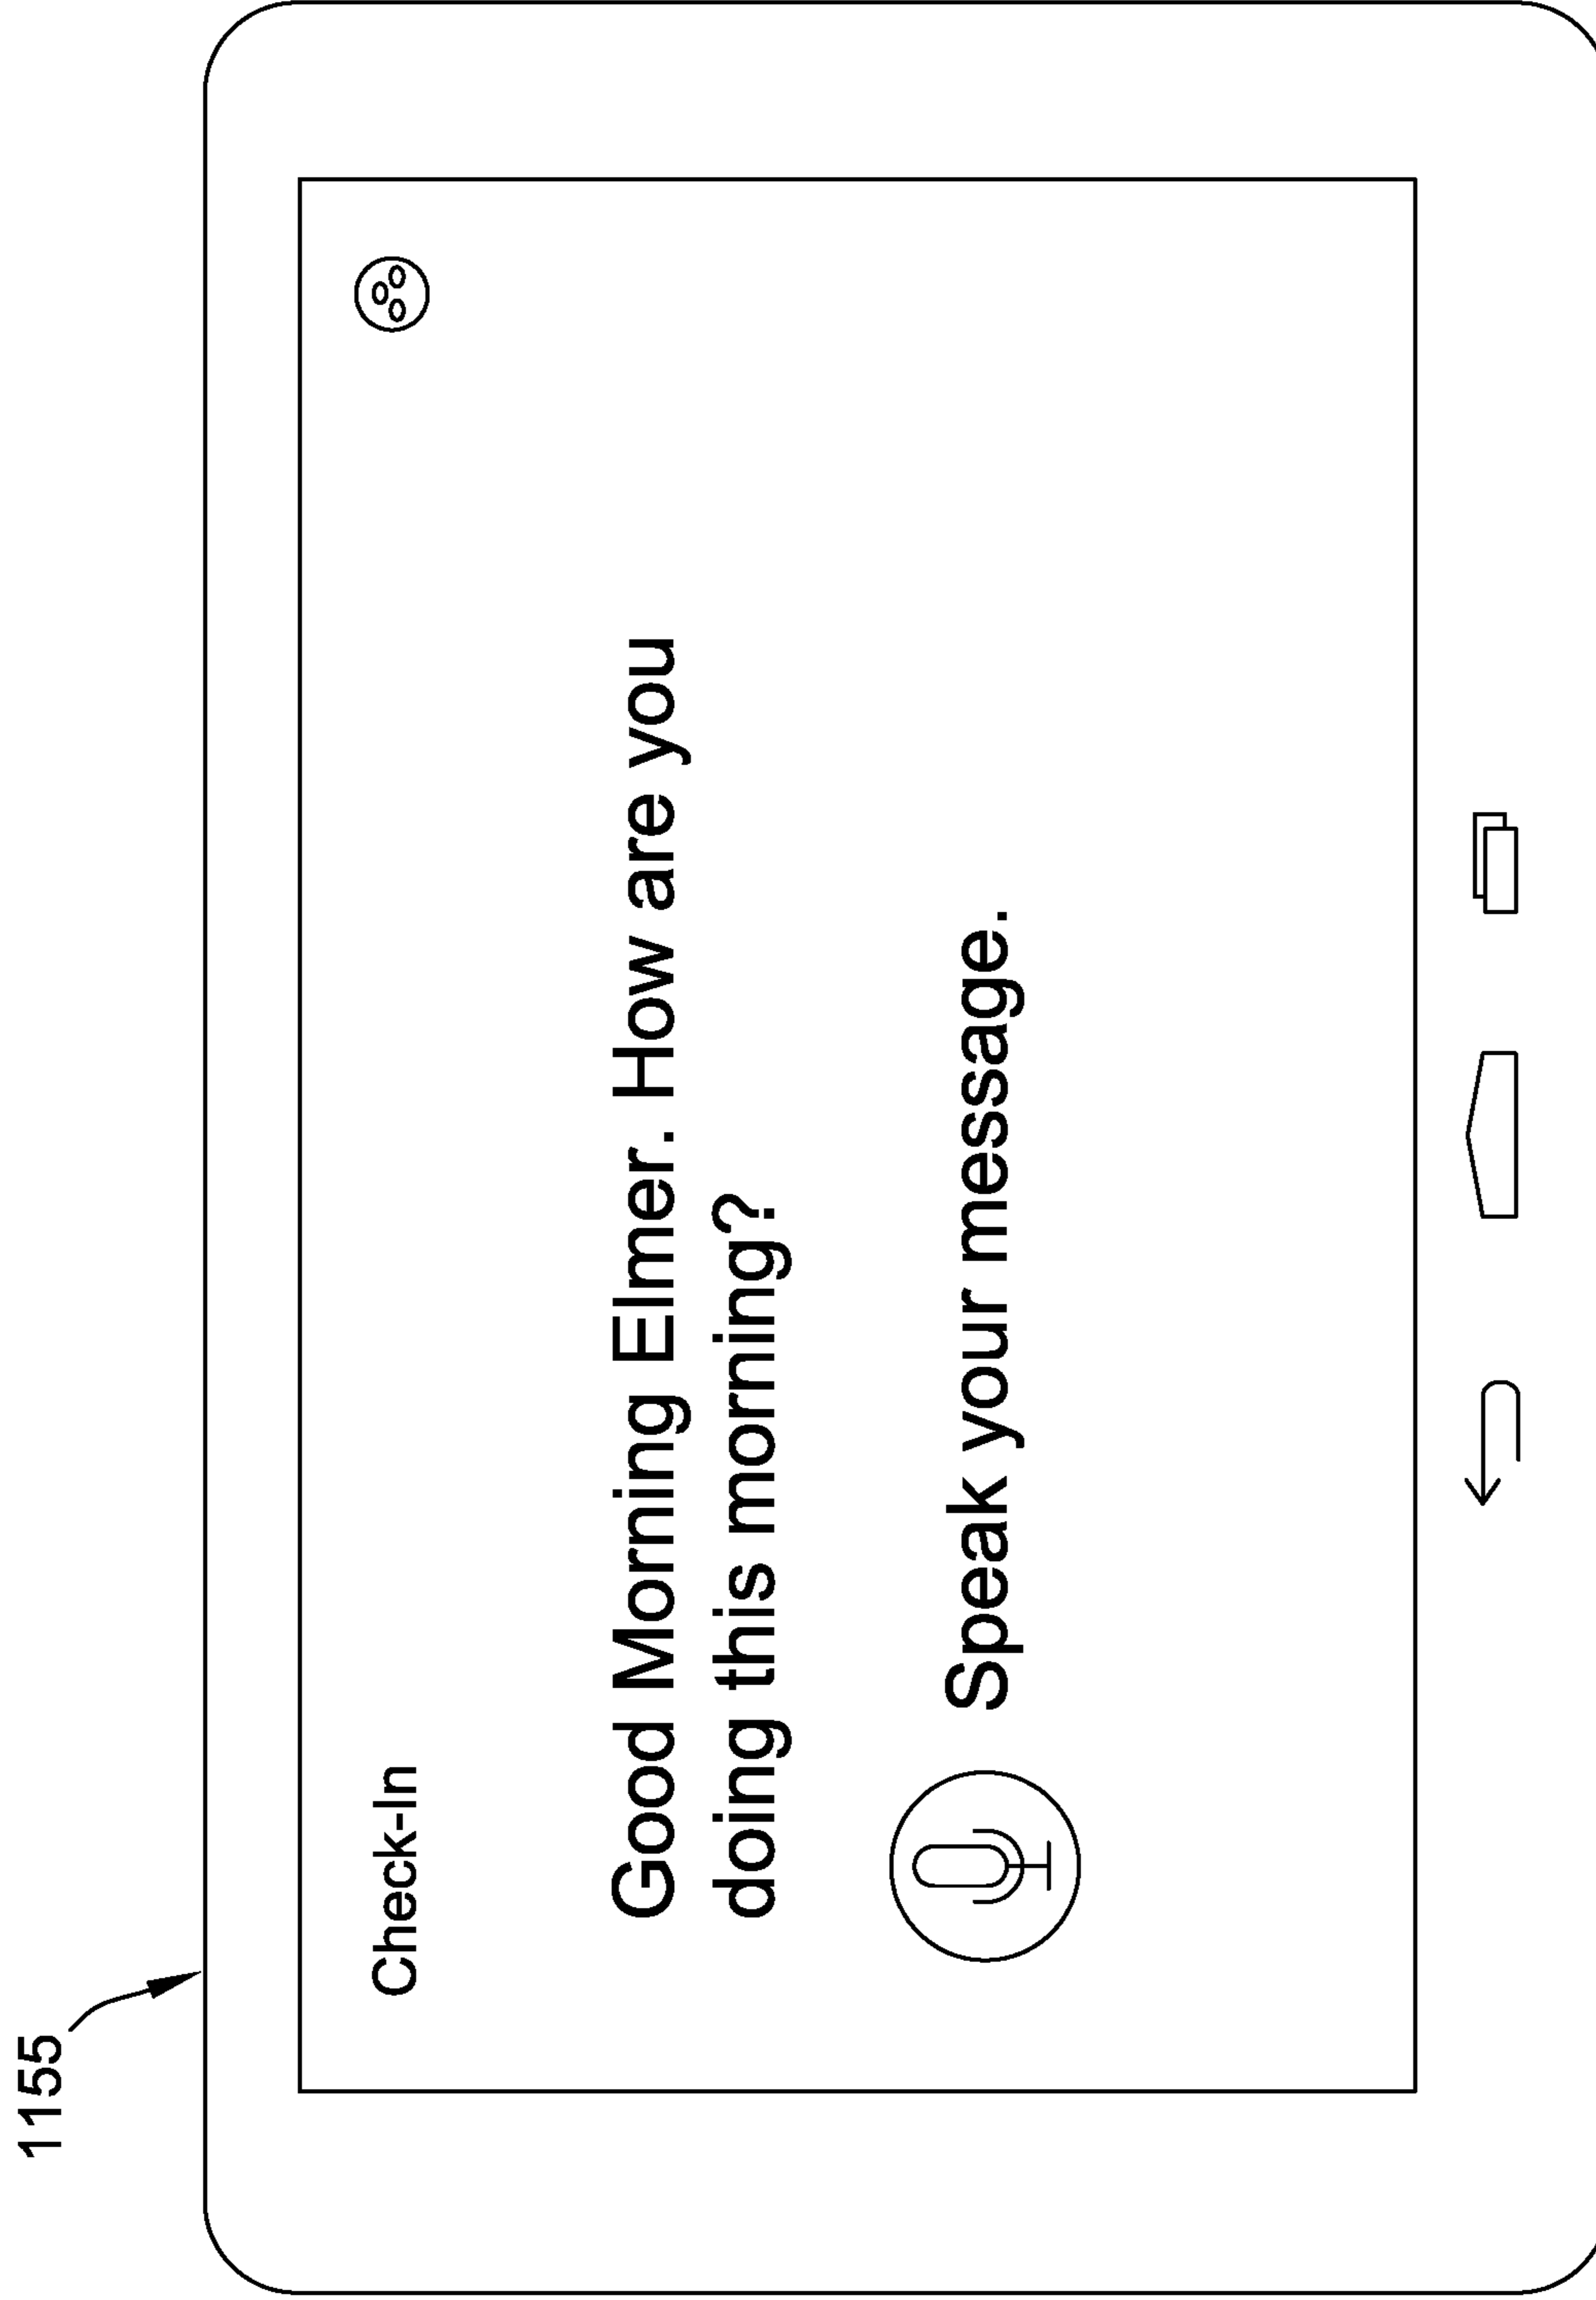 1155
Check-In
Good Morning Elmer. How are you
doing this morning?
Speak your message.